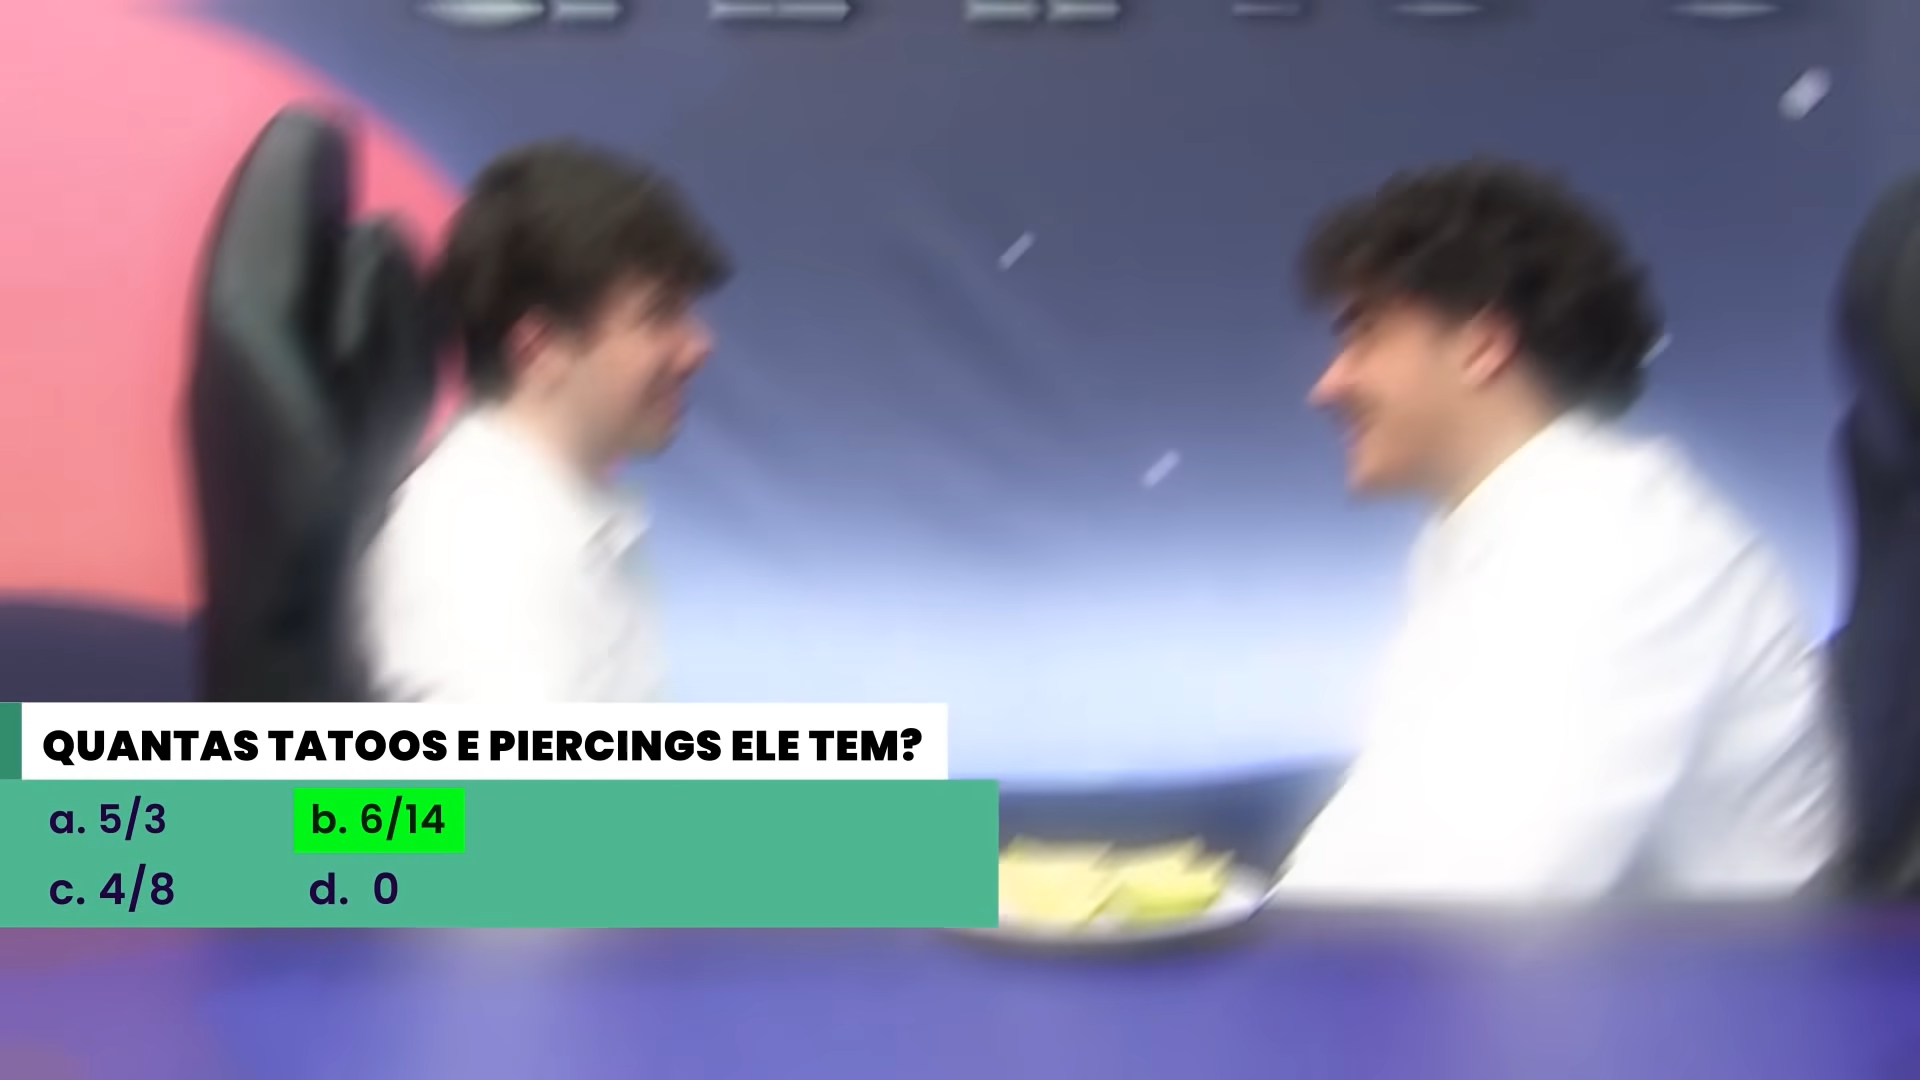 QUANTAS TATOOS E PIERCINGS ELE TEM?
a. 5/3 b. 6/14
c. 4/8 d. 0